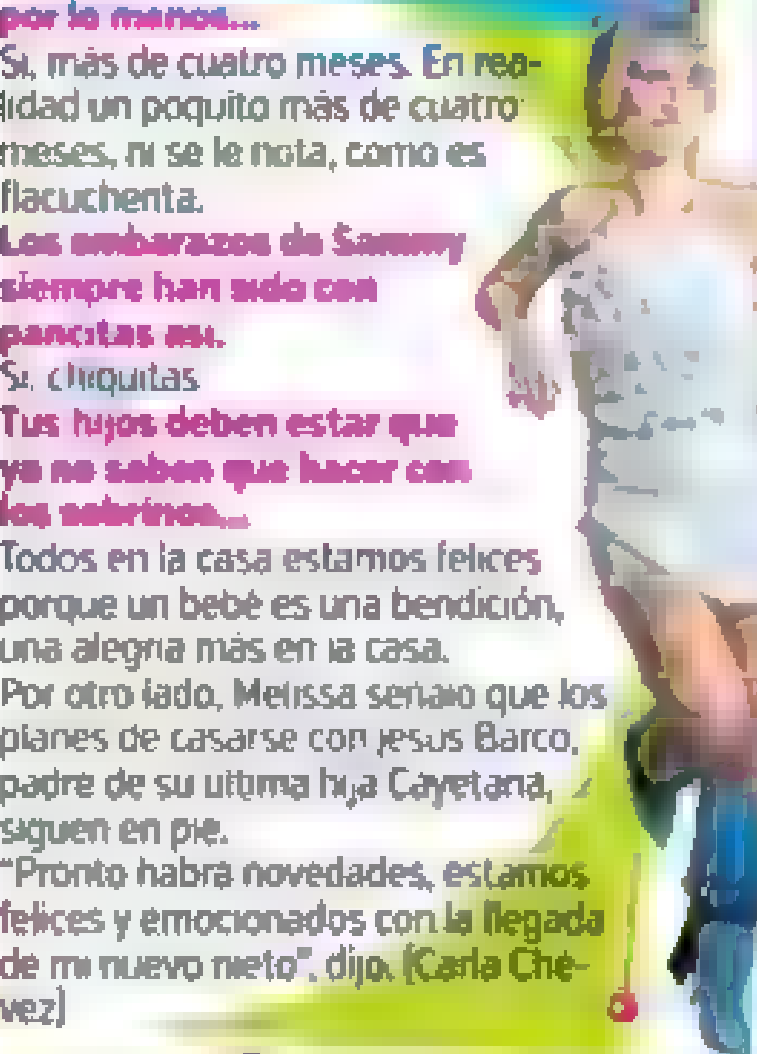 por lo menos...
Si, más de cuatro meses. En rea-
lidad un poquito más de cuatro
meses, ni se le nota, como es
flacuchenta.
Los embarazos de Sammy
siempre han sido con
pancitas asi.
Si, chiquitas
Tus hijos deben estar que
ya no saben que hacer con
los sobrinos...
Todos en la casa estamos felices
porque un bebé es una bendición,
una alegria más en la casa.
Por otro lado, Melissa señaló que los
planes de casarse con Jesús Barco,
padre de su última hija Cayetana,
siguen en pie.
"Pronto habrá novedades, estamos
felices y emocionados con la llegada
de mi nuevo nieto", dijo. (Carla Che-
vez)